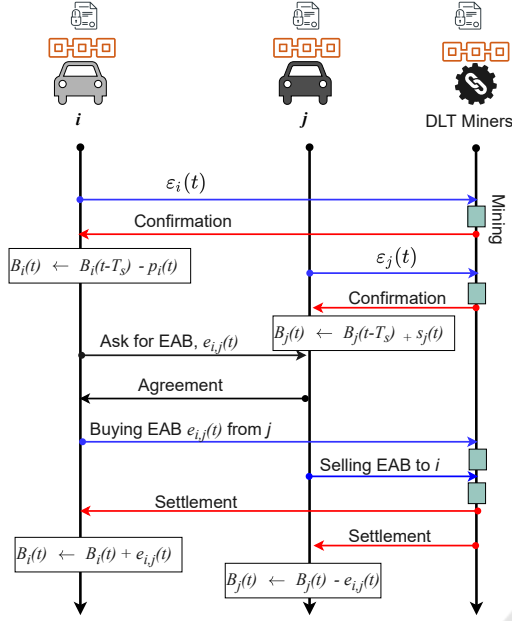 i
j
DLT Miners
ε_i(t)
Mining
Confirmation
B_i(t) ← B_i(t-T_s) - p_i(t)
ε_j(t)
Confirmation
B_j(t) ← B_j(t-T_s) + s_j(t)
Ask for EAB, e_{i,j}(t)
Agreement
Buying EAB e_{i,j}(t) from j
Selling EAB to i
Settlement
Settlement
B_i(t) ← B_i(t) + e_{i,j}(t)
B_j(t) ← B_j(t) - e_{i,j}(t)